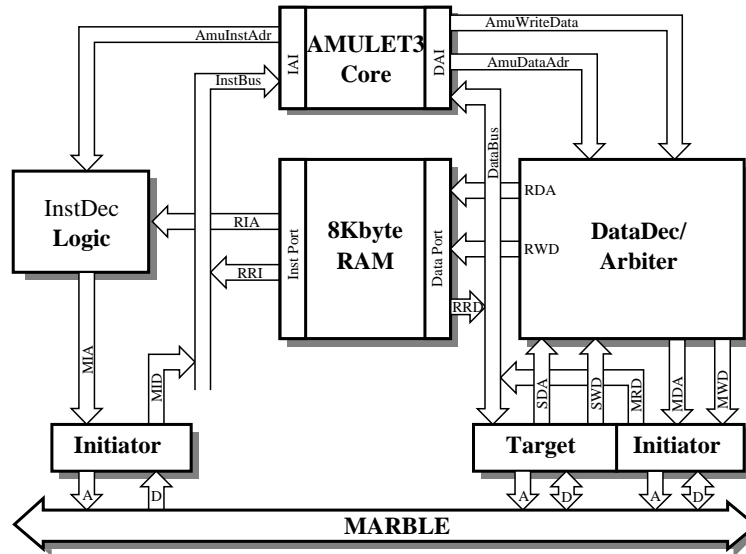 AmuInstAdr
IAI
AMULET3
Core
DAI
AmuWriteData
AmuDataAdr
InstBus
DataBus
InstDec
Logic
RIA
RRI
Inst Port
8Kbyte
RAM
Data Port
RDA
RWD
RRD
DataDec/
Arbiter
MIA
MID
SDA
SWD
MRD
MDA
MWD
Initiator
Target
Initiator
A
D
A
D
A
D
MARBLE